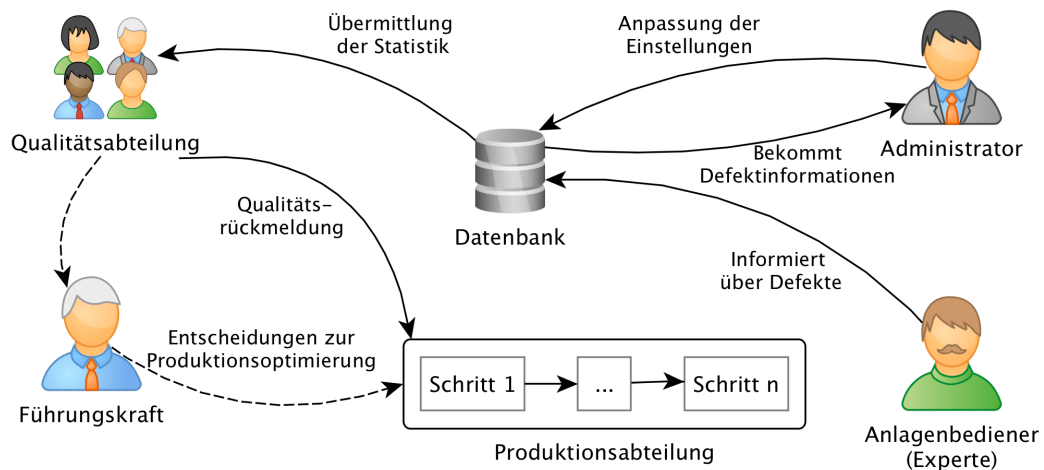 Übermittlung
der Statistik
Anpassung der
Einstellungen
Qualitätsabteilung
Administrator
Bekommt
Defektinformationen
Qualitäts-
rückmeldung
Datenbank
Informiert
über Defekte
Entscheidungen zur
Produktionsoptimierung
Schritt 1
...
Schritt n
Führungskraft
Produktionsabteilung
Anlagenbediener
(Experte)